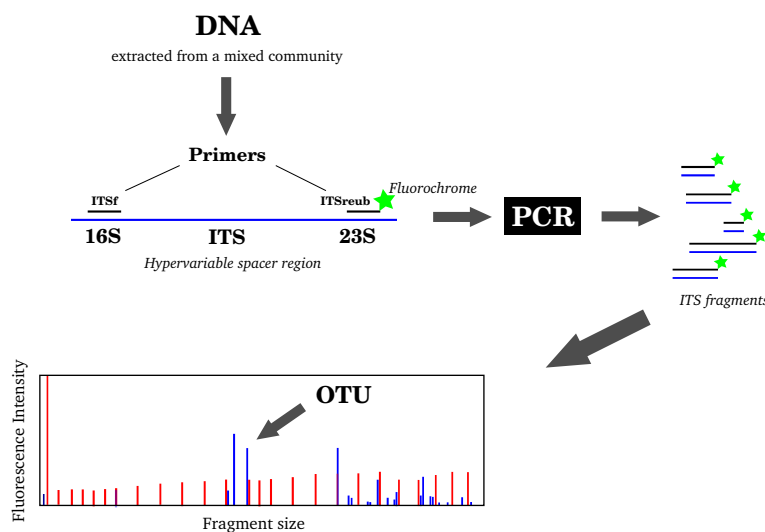 DNA
extracted from a mixed community
Primers
ITSf
ITSreub
Fluorochrome
16S
ITS
23S
Hypervariable spacer region
PCR
ITS fragments
Fluorescence Intensity
OTU
Fragment size